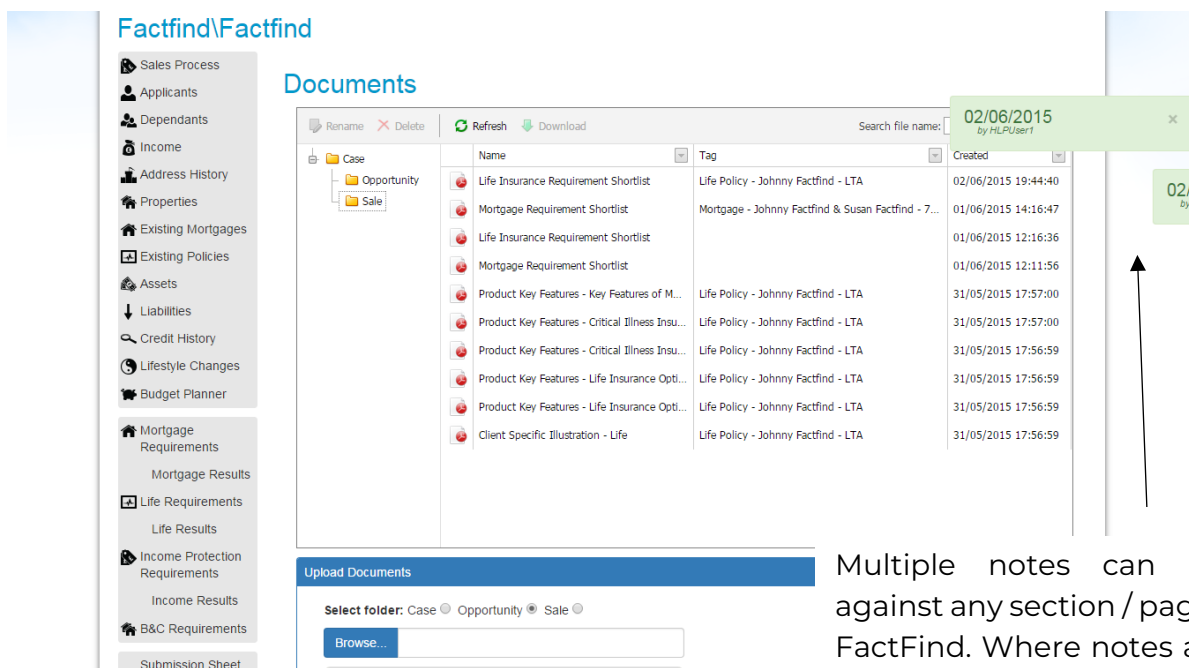 Factfind\Factfind
Sales Process
Applicants
Dependants
Income
Address History
Properties
Existing Mortgages
Existing Policies
Assets
Liabilities
Credit History
Lifestyle Changes
Budget Planner
Mortgage
Requirements
Mortgage Results
Life Requirements
Life Results
Income Protection
Requirements
Income Results
B&C Requirements
Submission Sheet
Documents
Rename Delete Refresh Download Search file name:
Case
Opportunity
Sale
Name Tag Created
Life Insurance Requirement Shortlist Life Policy - Johnny Factfind - LTA 02/06/2015 19:44:40
Mortgage Requirement Shortlist Mortgage - Johnny Factfind & Susan Factfind - 7... 01/06/2015 14:16:47
Life Insurance Requirement Shortlist 01/06/2015 12:16:36
Mortgage Requirement Shortlist 01/06/2015 12:11:56
Product Key Features - Key Features of M... Life Policy - Johnny Factfind - LTA 31/05/2015 17:57:00
Product Key Features - Critical Illness Insu... Life Policy - Johnny Factfind - LTA 31/05/2015 17:57:00
Product Key Features - Critical Illness Insu... Life Policy - Johnny Factfind - LTA 31/05/2015 17:56:59
Product Key Features - Life Insurance Opti... Life Policy - Johnny Factfind - LTA 31/05/2015 17:56:59
Product Key Features - Life Insurance Opti... Life Policy - Johnny Factfind - LTA 31/05/2015 17:56:59
Client Specific Illustration - Life Life Policy - Johnny Factfind - LTA 31/05/2015 17:56:59
02/06/2015 ×
by HLPUser1
02/
by
Upload Documents
Select folder: Case Opportunity Sale
Browse...
Multiple notes can
against any section / pag
FactFind. Where notes a